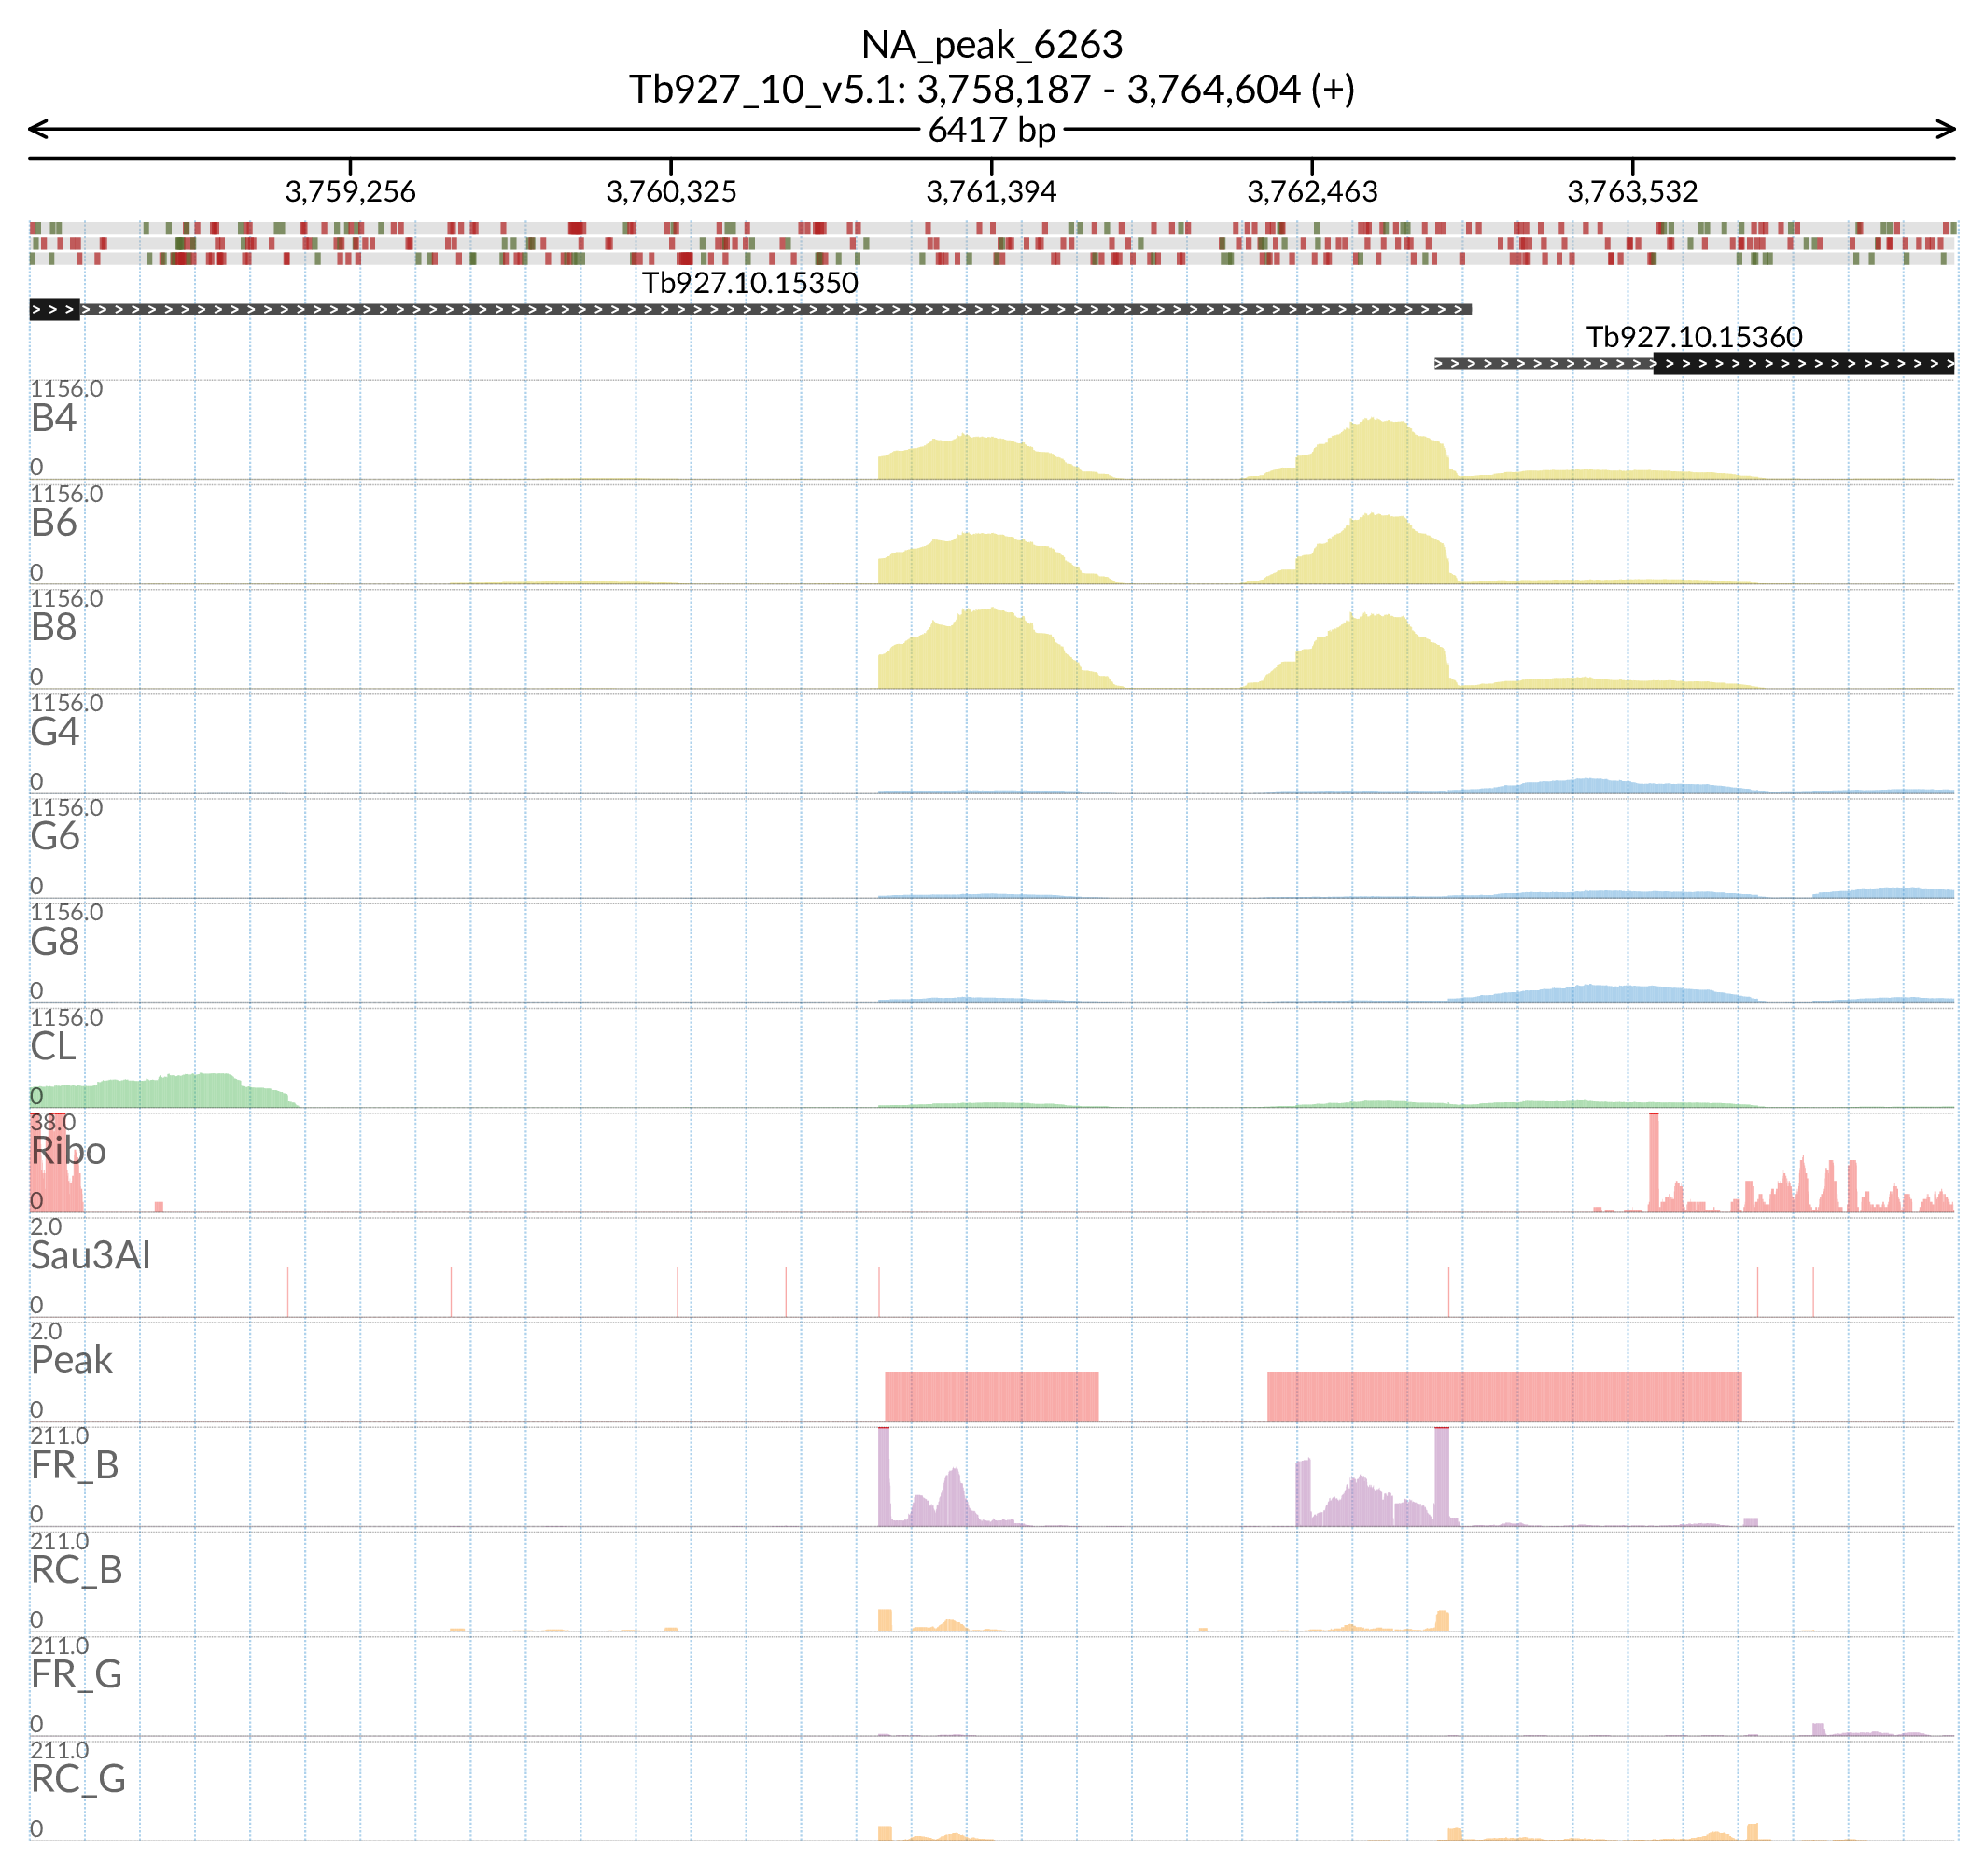 NA_peak_6263
Tb927_10_v5.1: 3,758,187 - 3,764,604 (+)
6417 bp
3,759,256 3,760,325 3,761,394 3,762,463 3,763,532
Tb927.10.15350
Tb927.10.15360
1156.0
B4
0
1156.0
B6
0
1156.0
B8
0
1156.0
G4
0
1156.0
G6
0
1156.0
G8
0
1156.0
CL
0
38.0
Ribo
0
2.0
Sau3AI
0
2.0
Peak
0
211.0
FR_B
0
211.0
RC_B
0
211.0
FR_G
0
211.0
RC_G
0